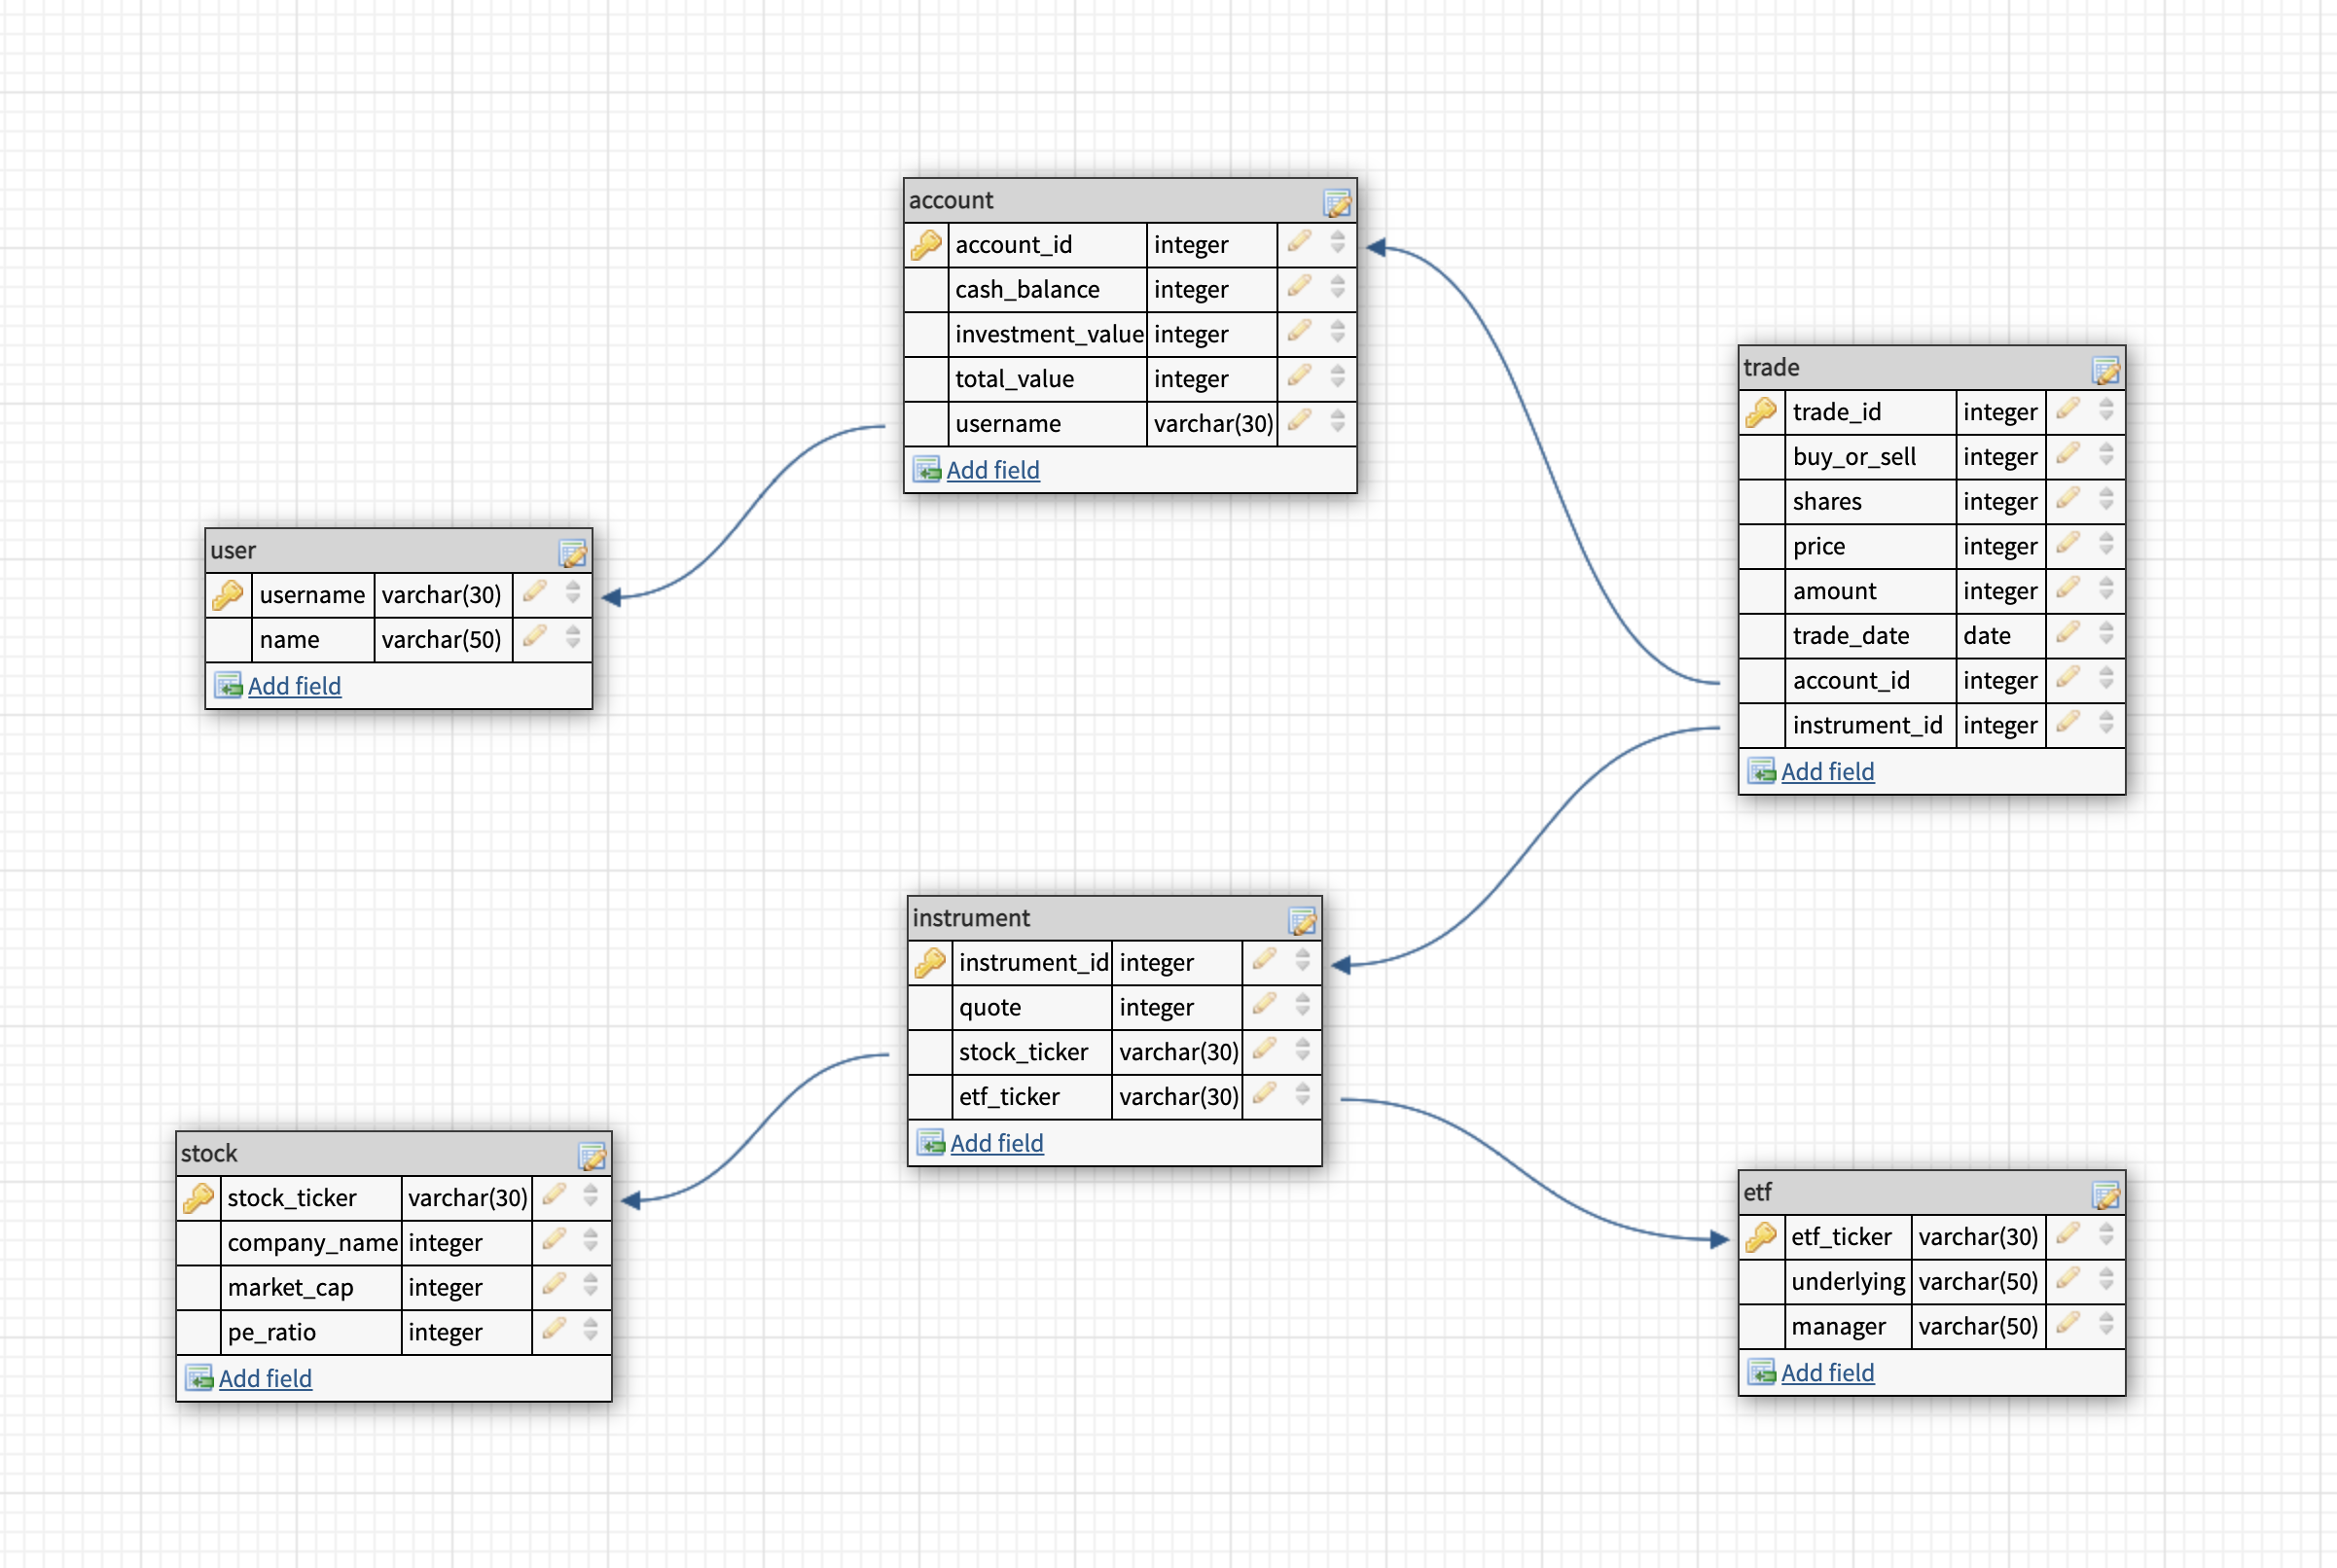 account
account_id integer
cash_balance integer
investment_value integer
total_value integer
username varchar(30)
Add field
trade
trade_id integer
buy_or_sell integer
shares integer
price integer
amount integer
trade_date date
account_id integer
instrument_id integer
Add field
user
username varchar(30)
name varchar(50)
Add field
instrument
instrument_id integer
quote integer
stock_ticker varchar(30)
etf_ticker varchar(30)
Add field
stock
stock_ticker varchar(30)
company_name integer
market_cap integer
pe_ratio integer
Add field
etf
etf_ticker varchar(30)
underlying varchar(50)
manager varchar(50)
Add field